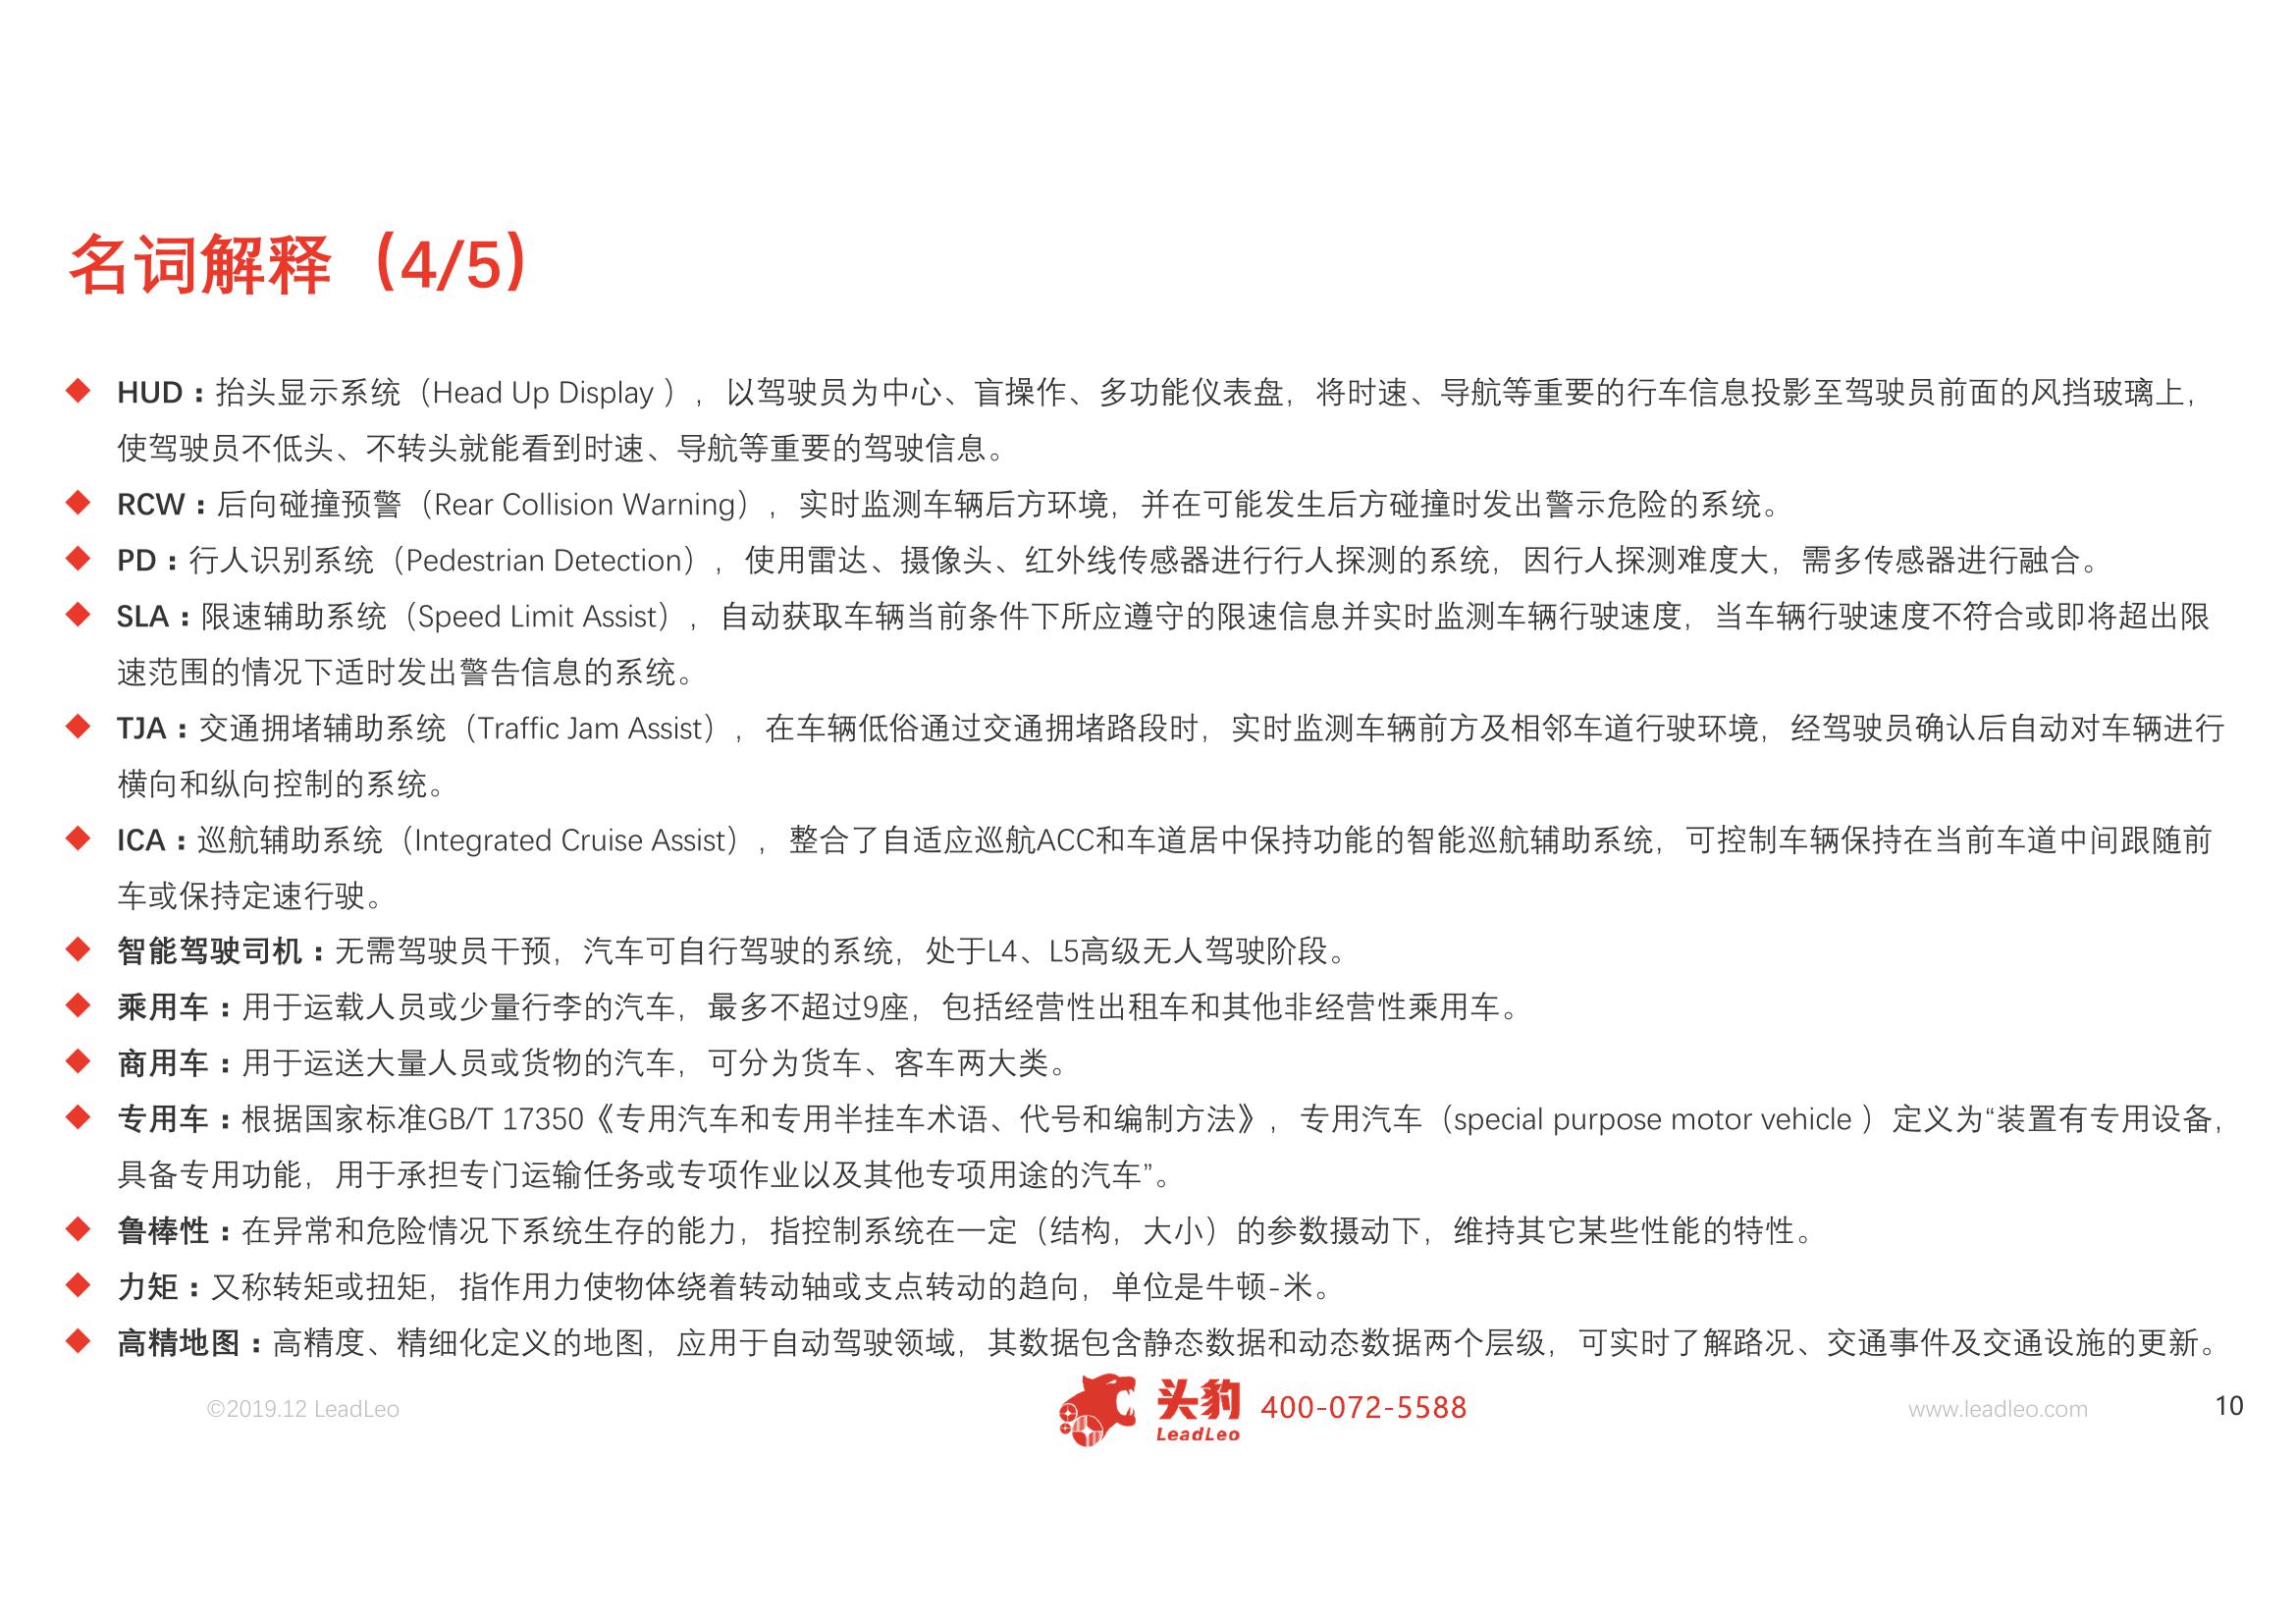 名词解释（4/5）
HUD：抬头显示系统（Head Up Display ），以驾驶员为中心、盲操作、多功能仪表盘，将时速、导航等重要的行车信息投影至驾驶员前面的风挡玻璃上，
使驾驶员不低头、不转头就能看到时速、导航等重要的驾驶信息。
RCW：后向碰撞预警（Rear Collision Warning），实时监测车辆后方环境，并在可能发生后方碰撞时发出警示危险的系统。
PD：行人识别系统（Pedestrian Detection），使用雷达、摄像头、红外线传感器进行行人探测的系统，因行人探测难度大，需多传感器进行融合。
SLA：限速辅助系统（Speed Limit Assist），自动获取车辆当前条件下所应遵守的限速信息并实时监测车辆行驶速度，当车辆行驶速度不符合或即将超出限
速范围的情况下适时发出警告信息的系统。
TJA：交通拥堵辅助系统（Traffic Jam Assist），在车辆低俗通过交通拥堵路段时，实时监测车辆前方及相邻车道行驶环境，经驾驶员确认后自动对车辆进行
横向和纵向控制的系统。
ICA：巡航辅助系统（Integrated Cruise Assist），整合了自适应巡航ACC和车道居中保持功能的智能巡航辅助系统，可控制车辆保持在当前车道中间跟随前
车或保持定速行驶。
智能驾驶司机：无需驾驶员干预，汽车可自行驾驶的系统，处于L4、L5高级无人驾驶阶段。
乘用车：用于运载人员或少量行李的汽车，最多不超过9座，包括经营性出租车和其他非经营性乘用车。
商用车：用于运送大量人员或货物的汽车，可分为货车、客车两大类。
专用车：根据国家标准GB/T 17350《专用汽车和专用半挂车术语、代号和编制方法》，专用汽车（special purpose motor vehicle ）定义为“装置有专用设备，
具备专用功能，用于承担专门运输任务或专项作业以及其他专项用途的汽车”。
鲁棒性：在异常和危险情况下系统生存的能力，指控制系统在一定（结构，大小）的参数摄动下，维持其它某些性能的特性。
力矩：又称转矩或扭矩，指作用力使物体绕着转动轴或支点转动的趋向，单位是牛顿-米。
高精地图：高精度、精细化定义的地图，应用于自动驾驶领域，其数据包含静态数据和动态数据两个层级，可实时了解路况、交通事件及交通设施的更新。
©2019.12 LeadLeo
头豹
LeadLeo
400-072-5588
www.leadleo.com
10